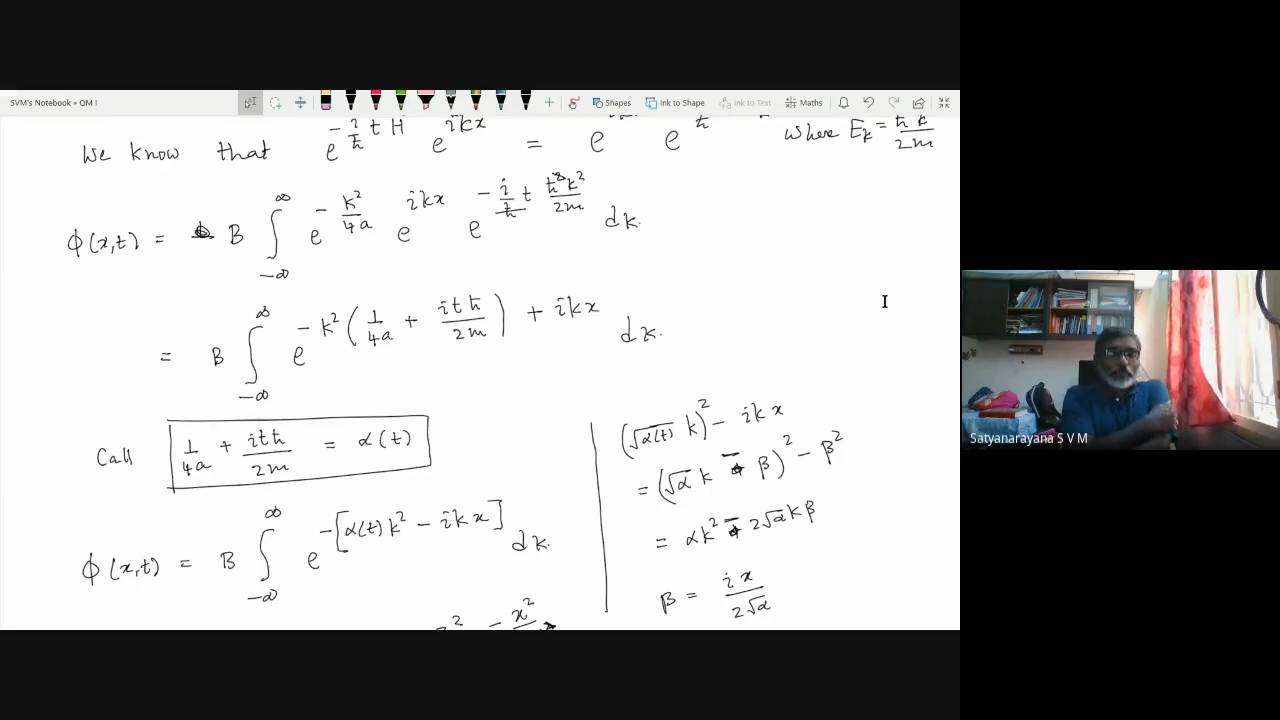 SVM's Notebook » QM I
Shapes Ink to Shape Ink to Text Maths
We know that e^{-i/ħ t H} e^{ikx} = e e^{ħ} where E_k = ħ k / 2m
ϕ(x,t) = B ∫_{-∞}^{∞} e^{-k²/4a} e^{ikx} e^{-i/ħ t ħ²k²/2m} dk.
= B ∫_{-∞}^{∞} e^{-k²(1/4a + itħ/2m) + ikx} dk.
Call 1/4a + itħ/2m = α(t)
ϕ(x,t) = B ∫_{-∞}^{∞} e^{-[α(t)k² - ikx]} dk.
(√α(t) k)² - ikx
= (√α k - β)² - β²
= αk² - 2√α kβ
β = ix / 2√α
² - x²
I
Satyanarayana S V M